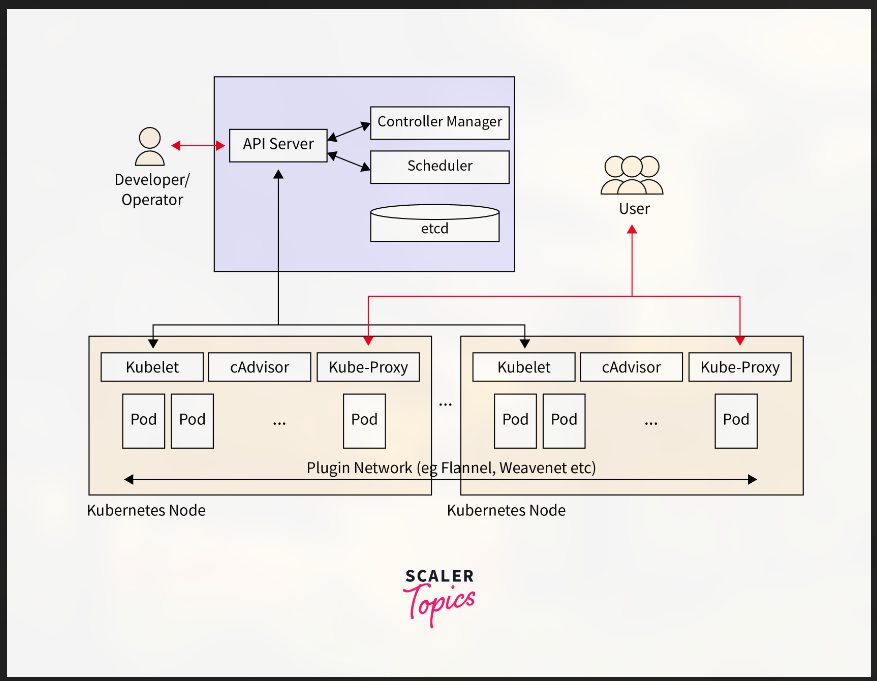 Controller Manager
API Server
Scheduler
Developer/
Operator
etcd
User
Kubelet
cAdvisor
Kube-Proxy
Pod
Pod
...
Pod
...
Kubelet
cAdvisor
Kube-Proxy
Pod
Pod
...
Pod
Plugin Network (eg Flannel, Weavenet etc)
Kubernetes Node
Kubernetes Node
SCALER
Topics